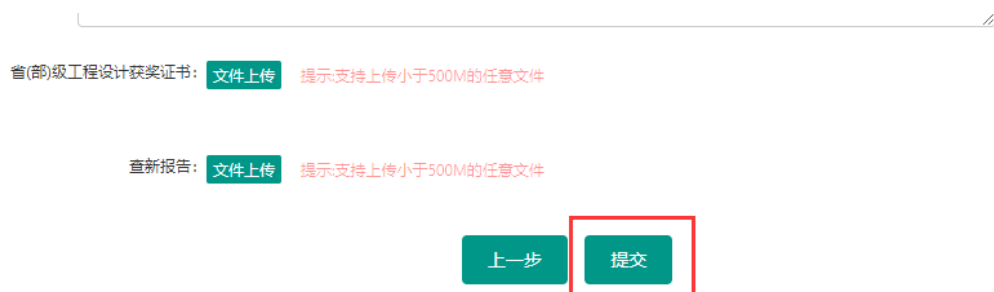 省(部)级工程设计获奖证书： 文件上传 提示:支持上传小于500M的任意文件
查新报告： 文件上传 提示:支持上传小于500M的任意文件
上一步 提交